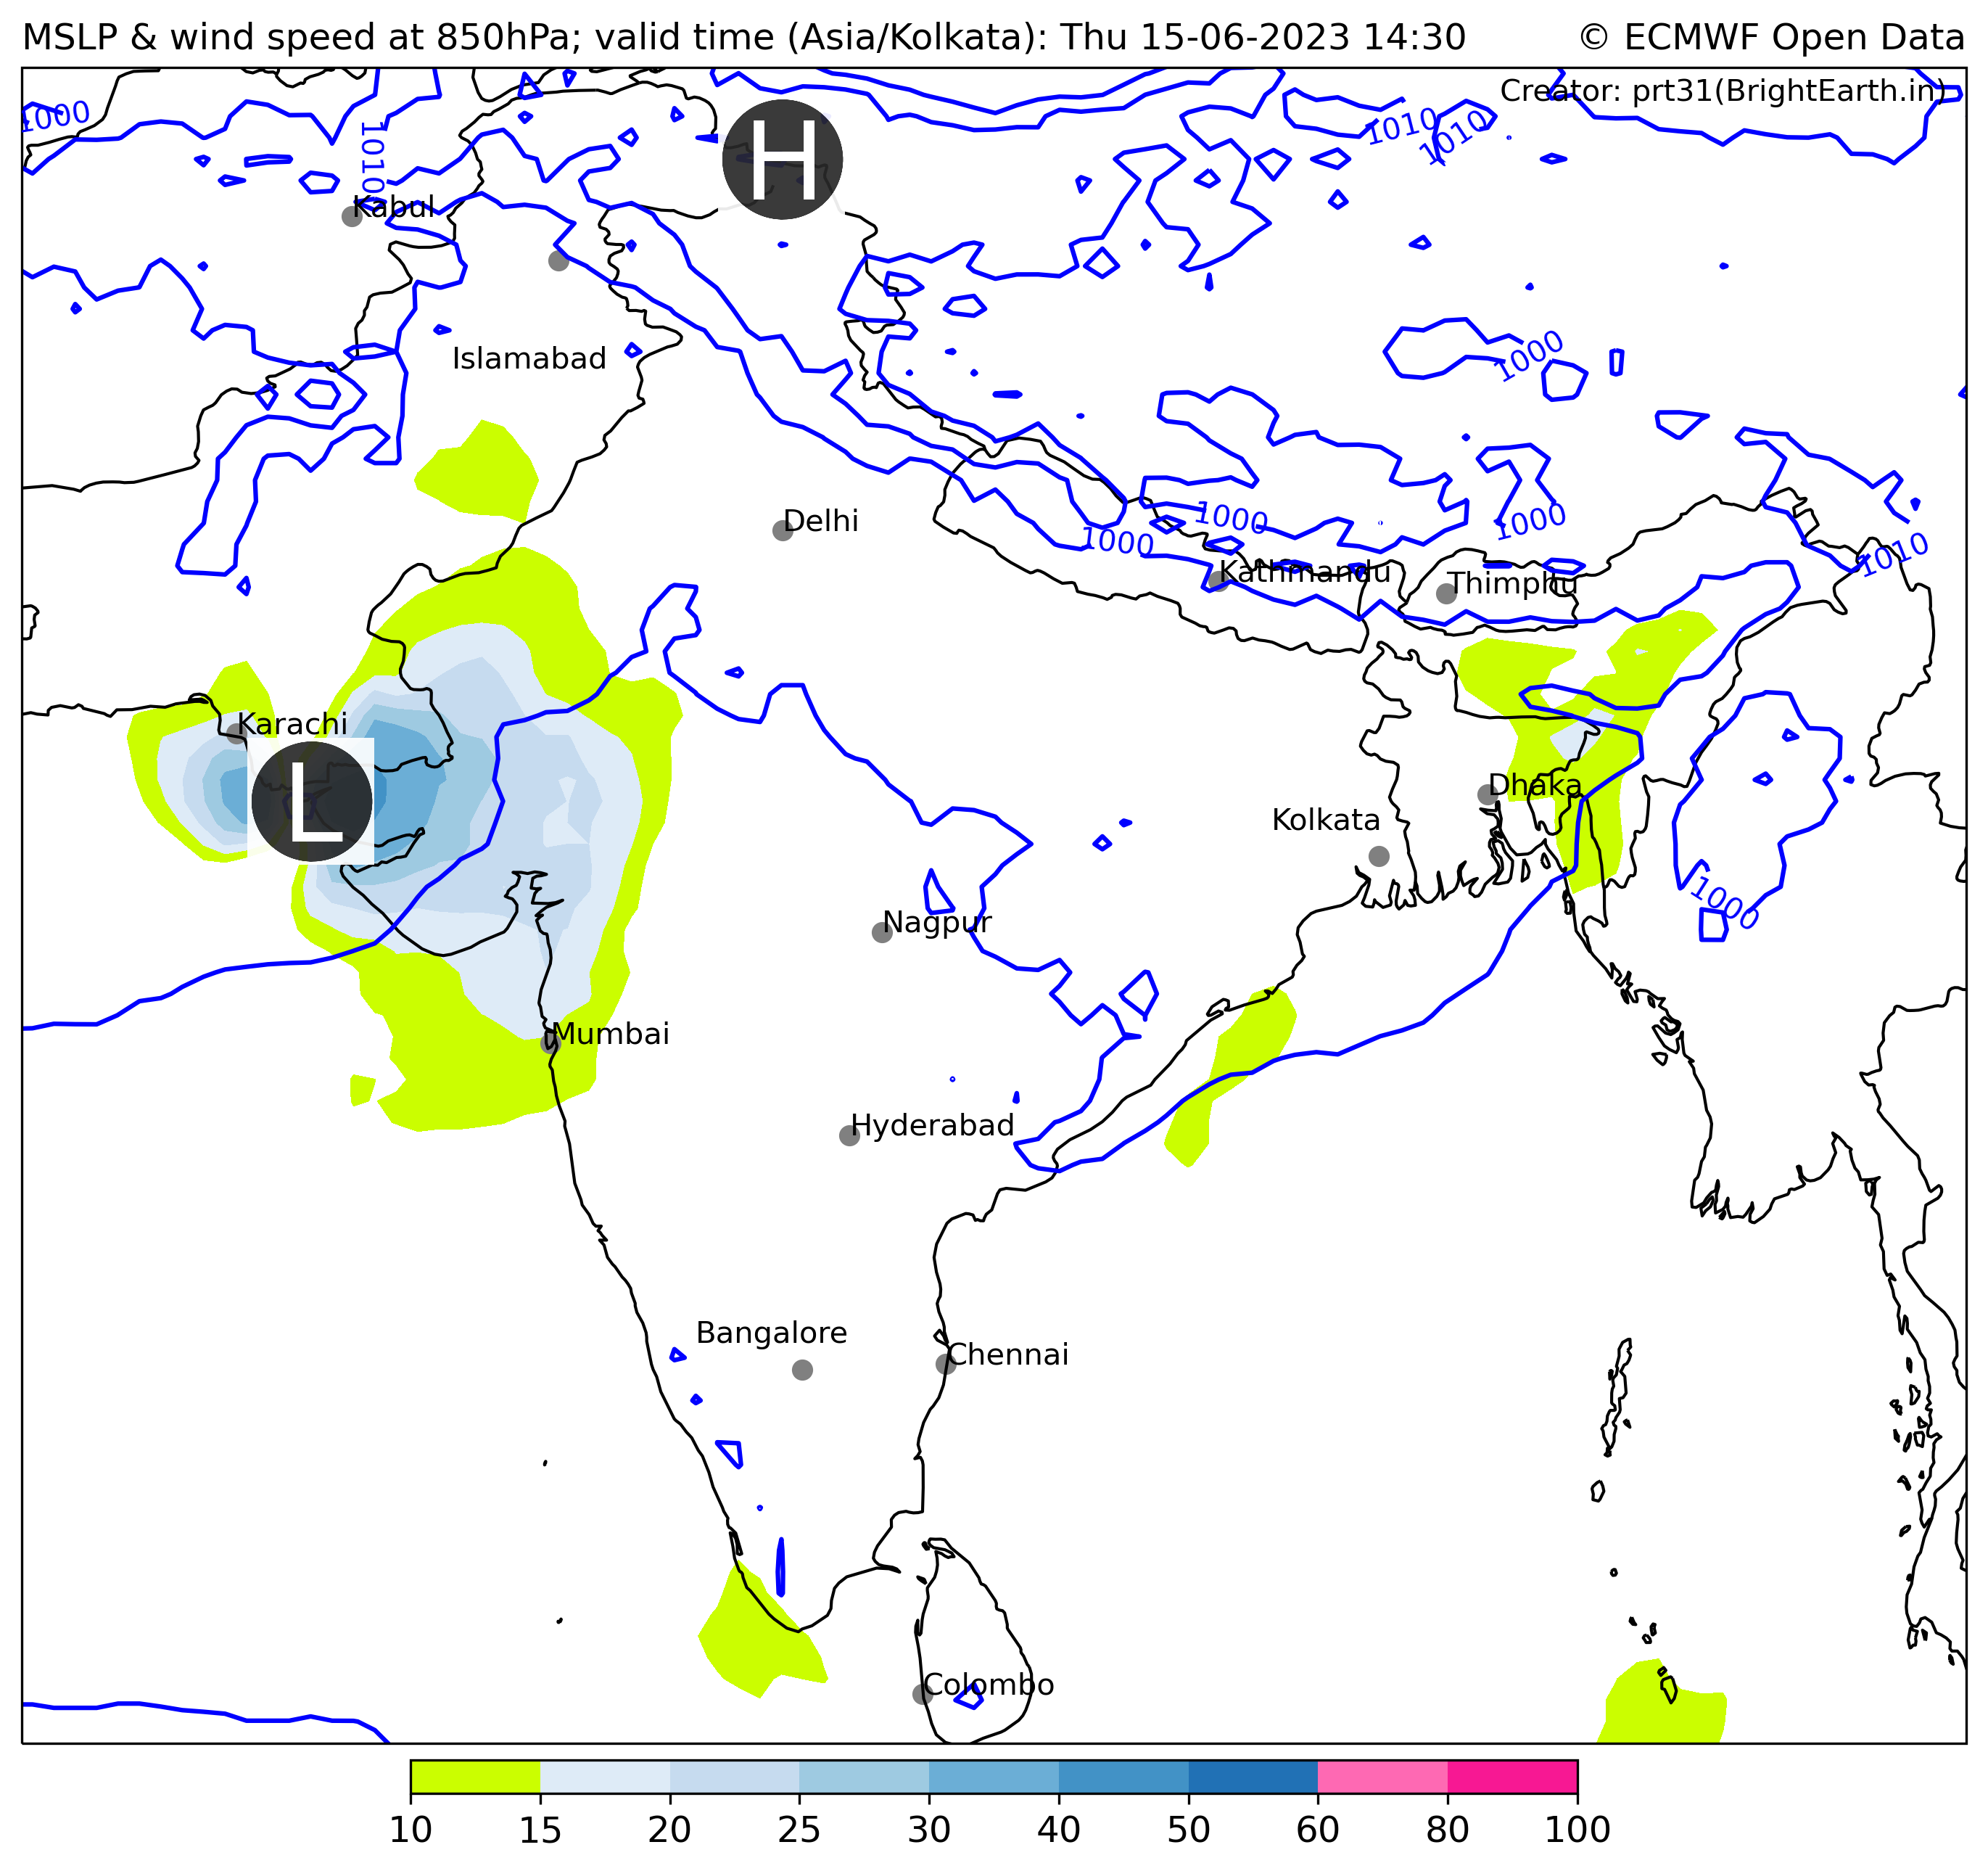 MSLP & wind speed at 850hPa; valid time (Asia/Kolkata): Thu 15-06-2023 14:30
© ECMWF Open Data
Creator: prt31(BrightEarth.in)
1000
1010
1010
1010
H
Kabul
Islamabad
1000
Delhi
1000
1000
1000
1010
Kathmandu
Thimphu
Karachi
L
Dhaka
Kolkata
1000
Nagpur
Mumbai
Hyderabad
Bangalore
Chennai
Colombo
10 15 20 25 30 40 50 60 80 100